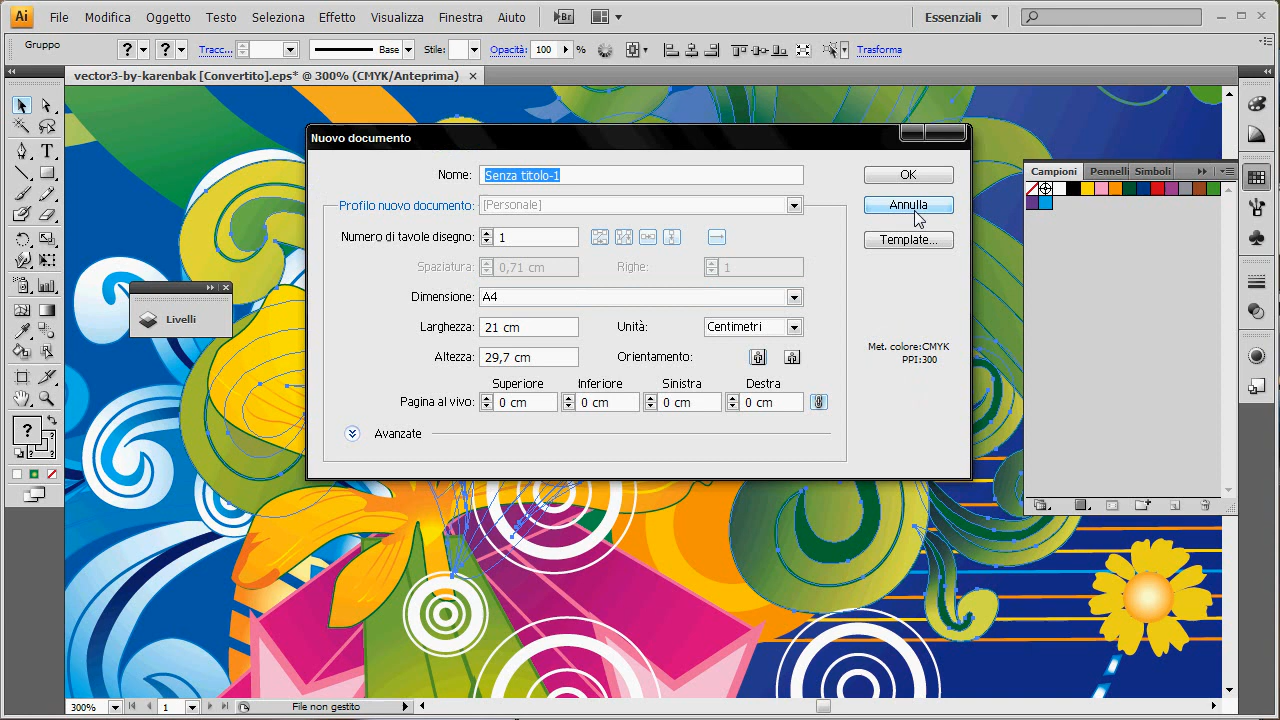 Ai File Modifica Oggetto Testo Seleziona Effetto Visualizza Finestra Aiuto Br Essenziali
Gruppo ? ? Tracc... Base Stile: Opacità: 100 % Trasforma
vector3-by-karenbak [Convertito].eps* @ 300% (CMYK/Anteprima)
Nuovo documento
Nome: Senza titolo-1 OK
Profilo nuovo documento: [Personale] Annulla
Numero di tavole disegno: 1 Template...
Spaziatura: 0,71 cm Righe: 1
Dimensione: A4
Larghezza: 21 cm Unità: Centimetri
Altezza: 29,7 cm Orientamento:
Met. colore:CMYK
PPI:300
Superiore Inferiore Sinistra Destra
Pagina al vivo: 0 cm 0 cm 0 cm 0 cm
Avanzate
Campioni Pennelli Simboli
Livelli
T
?
?
300% 1 File non gestito